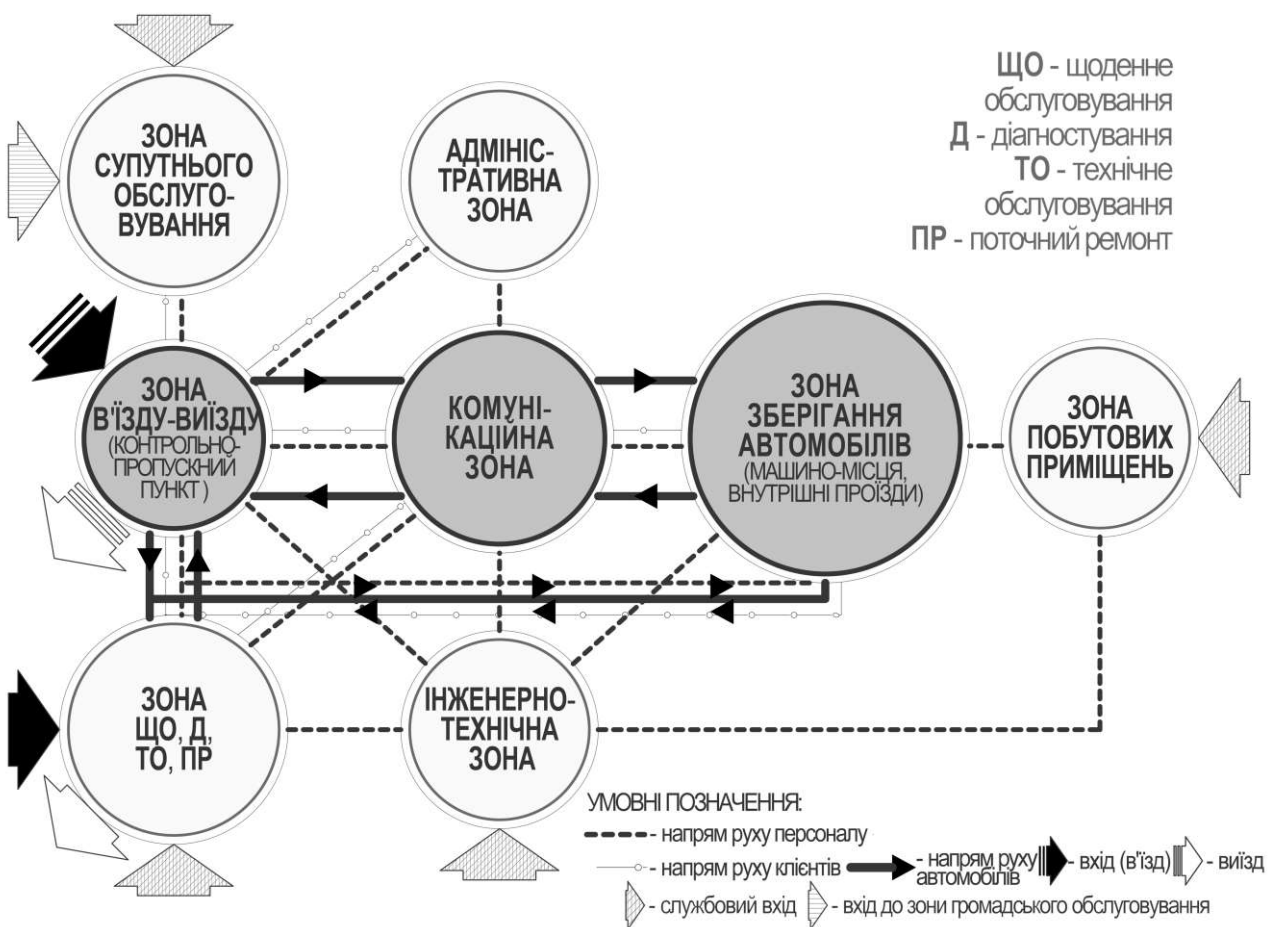 ЩО - щоденне
обслуговування
Д - діагностування
ТО - технічне
обслуговування
ПР - поточний ремонт
ЗОНА
СУПУТНЬОГО
ОБСЛУГО-
ВУВАННЯ
АДМІНІС-
ТРАТИВНА
ЗОНА
ЗОНА
В'ЇЗДУ-ВИЇЗДУ
(КОНТРОЛЬНО-
ПРОПУСКНИЙ
ПУНКТ )
КОМУНІ-
КАЦІЙНА
ЗОНА
ЗОНА
ЗБЕРІГАННЯ
АВТОМОБІЛІВ
(МАШИНО-МІСЦЯ,
ВНУТРІШНІ ПРОЇЗДИ)
ЗОНА
ПОБУТОВИХ
ПРИМІЩЕНЬ
ЗОНА
ЩО, Д,
ТО, ПР
ІНЖЕНЕРНО-
ТЕХНІЧНА
ЗОНА
УМОВНІ ПОЗНАЧЕННЯ:
- напрям руху персоналу
- напрям руху клієнтів
- напрям руху
автомобілів
- вхід (в'їзд)
- виїзд
- службовий вхід
- вхід до зони громадського обслуговування